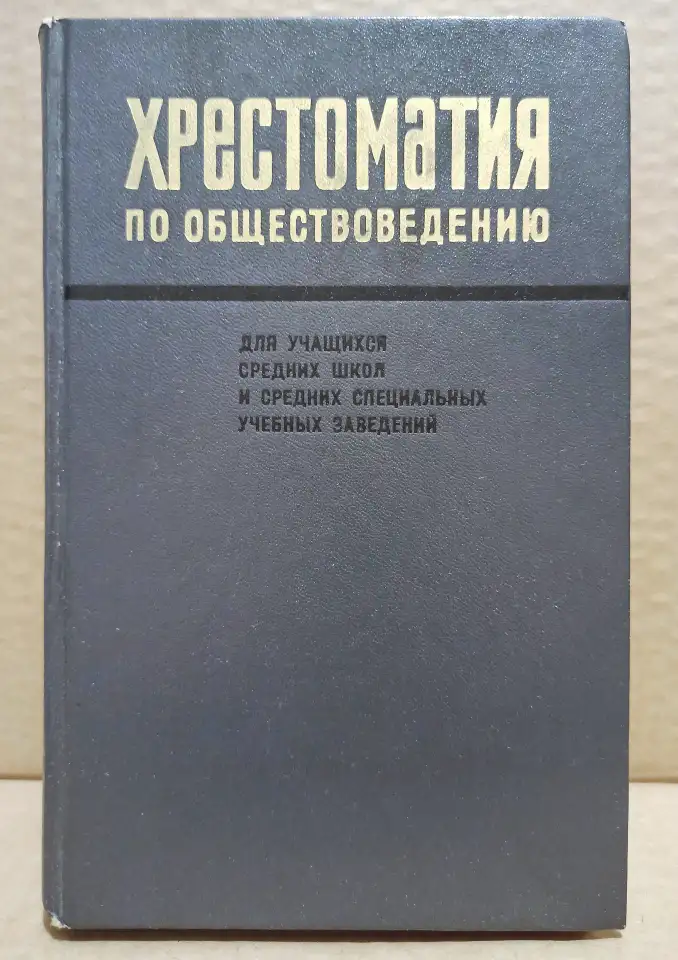 ХРЕСТОМАТИЯ
ПО ОБЩЕСТВОВЕДЕНИЮ
ДЛЯ УЧАЩИХСЯ
СРЕДНИХ ШКОЛ
И СРЕДНИХ СПЕЦИАЛЬНЫХ
УЧЕБНЫХ ЗАВЕДЕНИЙ